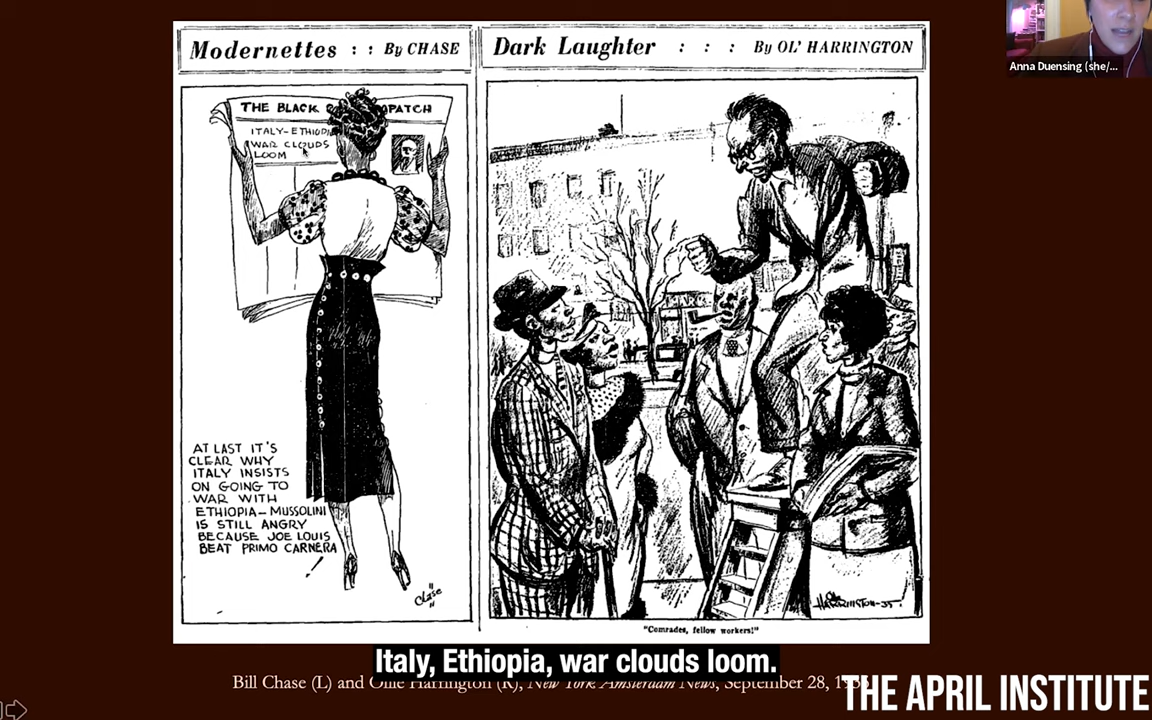 Modernettes : : By CHASE
Dark Laughter : : : By OL' HARRINGTON
Anna Duensing (she/...
THE BLACK PATCH
ITALY-ETHIOPIA
WAR CLOUDS
LOOM
AT LAST IT'S
CLEAR WHY
ITALY INSISTS
ON GOING TO
WAR WITH
ETHIOPIA-MUSSOLINI
IS STILL ANGRY
BECAUSE JOE LOUIS
BEAT PRIMO CARNERA
!
"Chase"
Ollie
HARRINGTON-35
"Comrades, fellow workers!"
Italy, Ethiopia, war clouds loom.
Bill Chase (L) and Ollie Harrington (R), New York Amsterdam News, September 28,
THE APRIL INSTITUTE